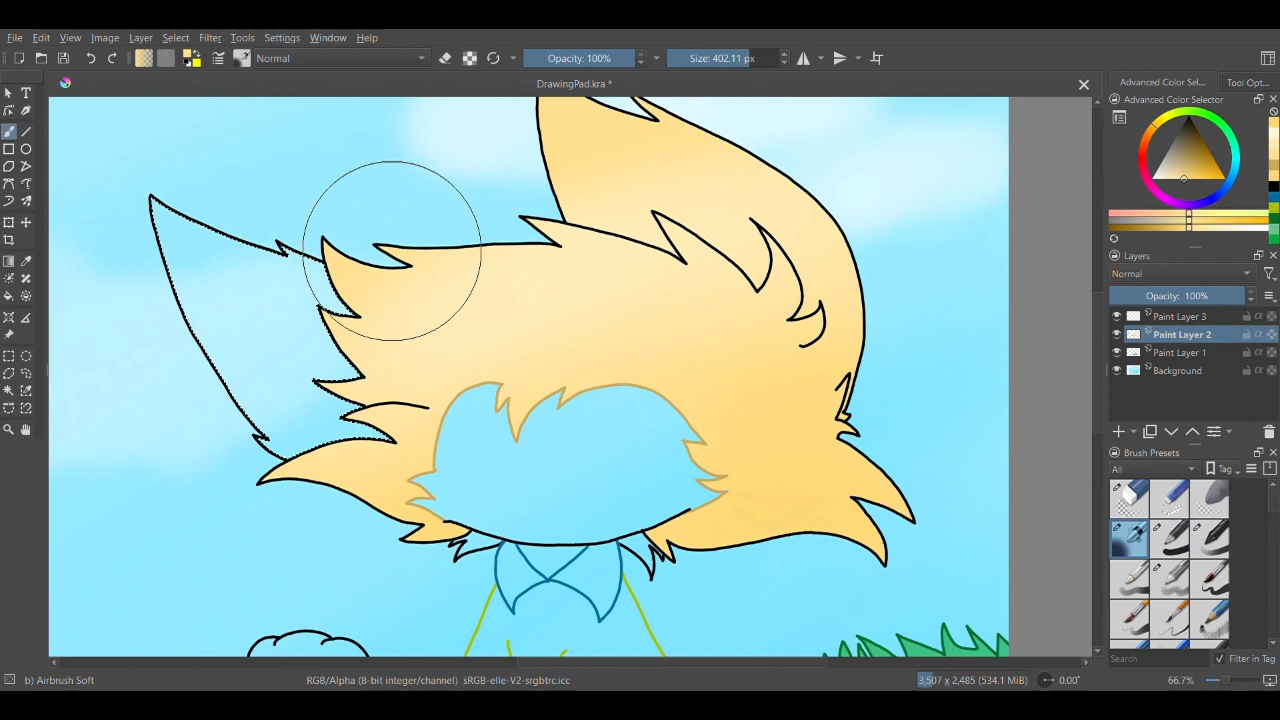 File Edit View Image Layer Select Filter Tools Settings Window Help
Normal Opacity: 100% Size: 402.11 px
DrawingPad.kra *
Advanced Color Sel... Tool Opt...
Advanced Color Selector
Layers
Normal
Opacity: 100%
Paint Layer 3
Paint Layer 2
Paint Layer 1
Background
Brush Presets
All Tag
Search Filter in Tag
b) Airbrush Soft RGB/Alpha (8-bit integer/channel) sRGB-elle-V2-srgbtrc.icc 3,507 x 2,485 (534.1 MiB) 0.00° 66.7%